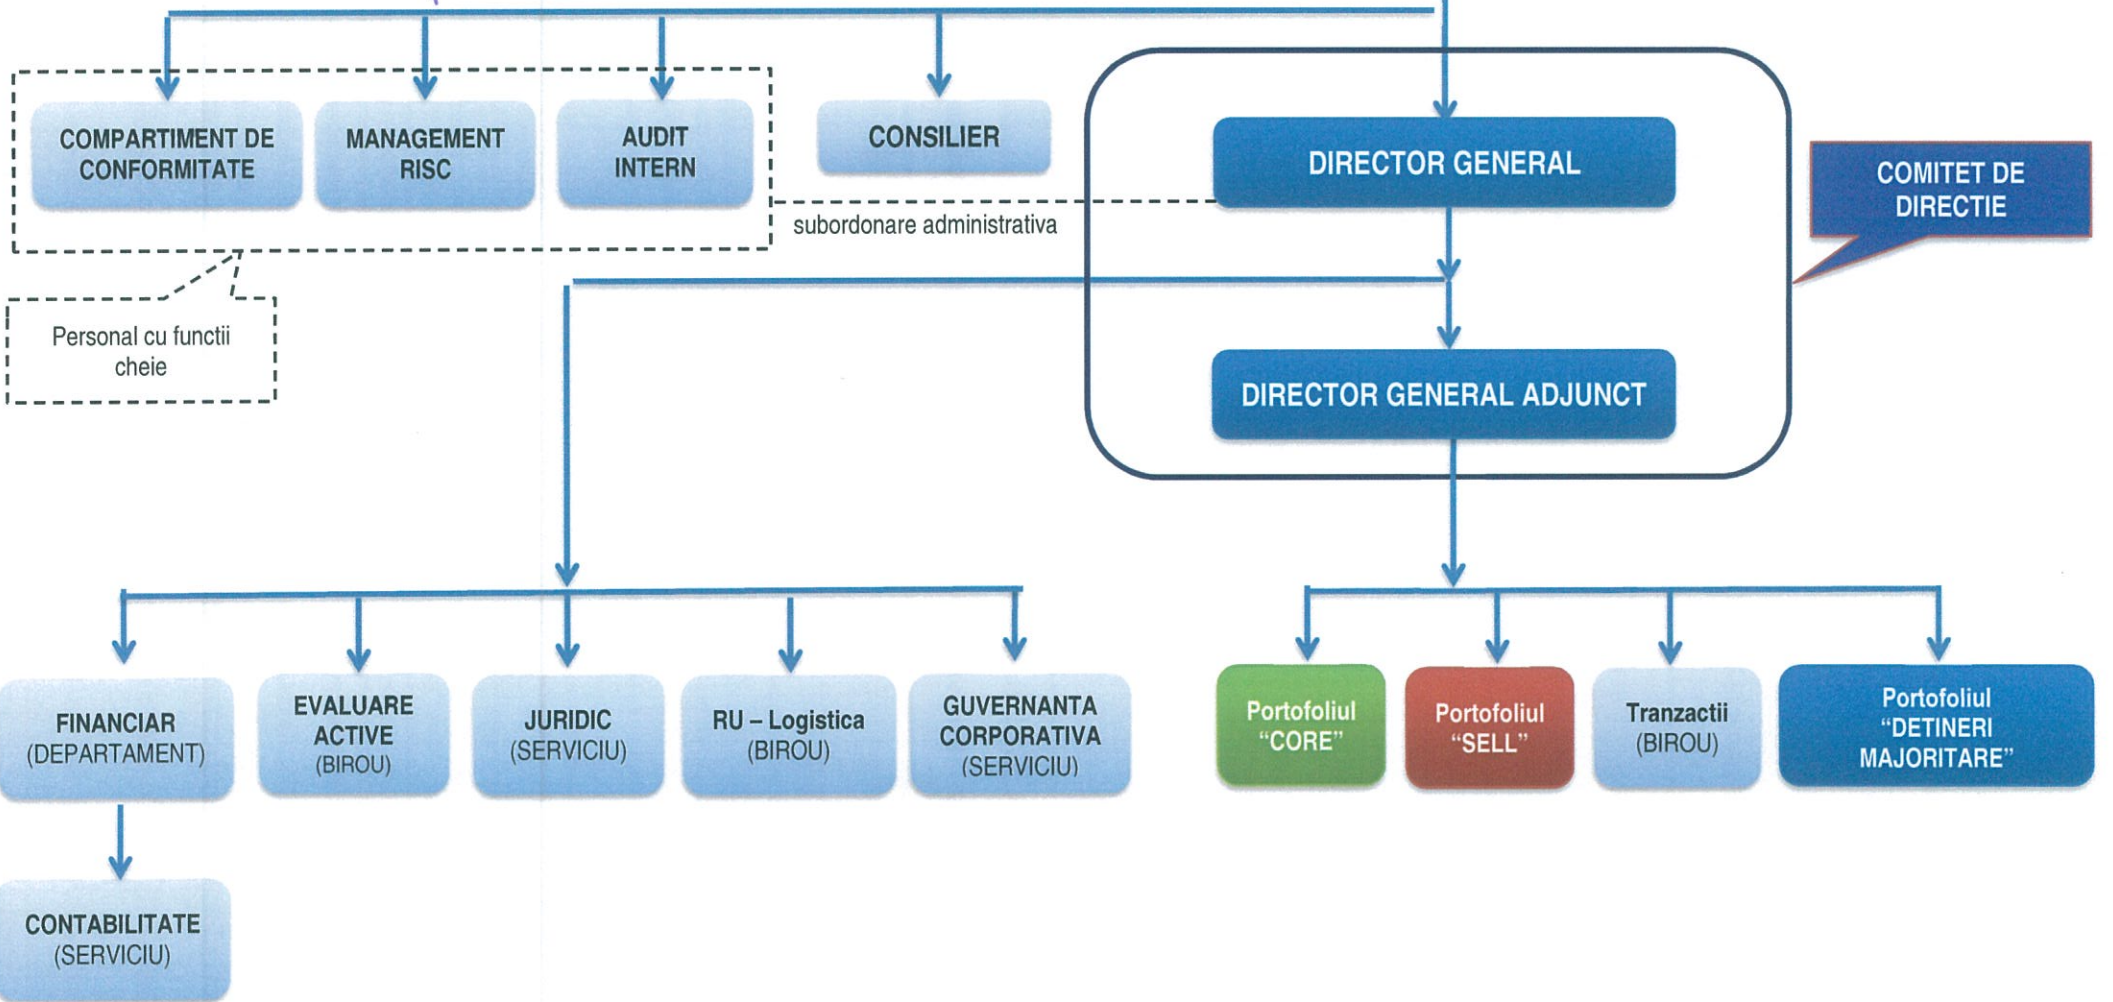 COMPARTIMENT DE
CONFORMITATE
MANAGEMENT
RISC
AUDIT
INTERN
CONSILIER
DIRECTOR GENERAL
COMITET DE
DIRECTIE
subordonare administrativa
Personal cu functii
cheie
DIRECTOR GENERAL ADJUNCT
FINANCIAR
(DEPARTAMENT)
EVALUARE
ACTIVE
(BIROU)
JURIDIC
(SERVICIU)
RU – Logistica
(BIROU)
GUVERNANTA
CORPORATIVA
(SERVICIU)
Portofoliul
“CORE”
Portofoliul
“SELL”
Tranzactii
(BIROU)
Portofoliul
“DETINERI
MAJORITARE”
CONTABILITATE
(SERVICIU)